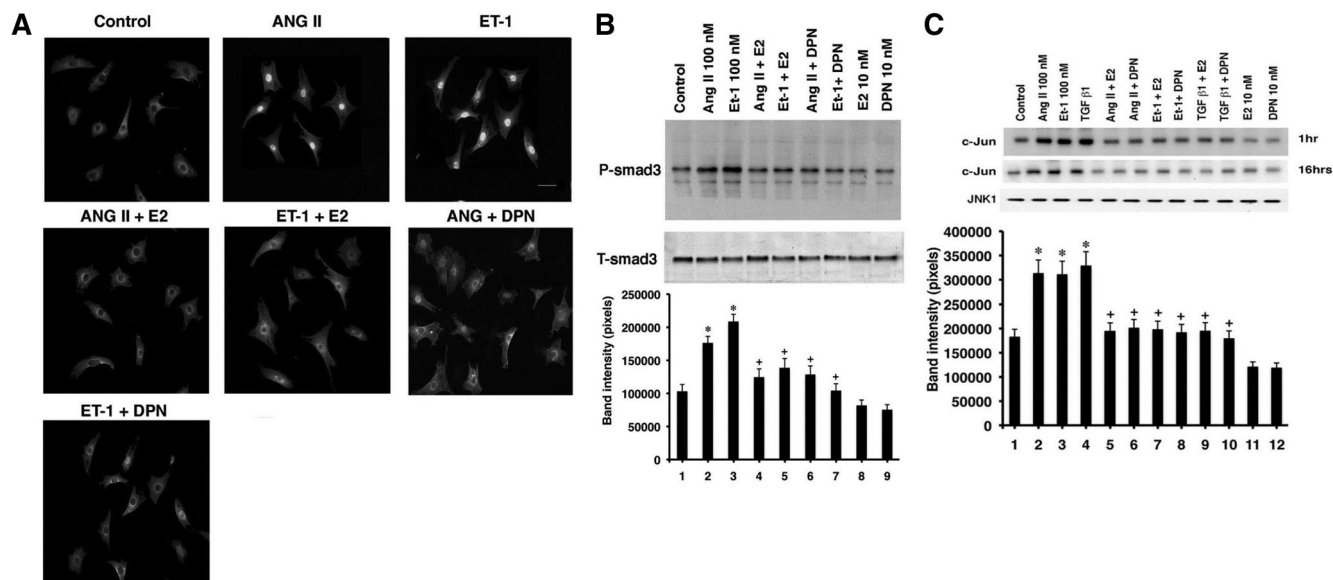 A
Control
ANG II
ET-1
ANG II + E2
ET-1 + E2
ANG + DPN
ET-1 + DPN
B
Control
Ang II 100 nM
Et-1 100 nM
Ang II + E2
Et-1 + E2
Ang II + DPN
Et-1+ DPN
E2 10 nM
DPN 10 nM
P-smad3
T-smad3
Band intensity (pixels)
250000
200000
150000
100000
50000
0
* * + + + +
1 2 3 4 5 6 7 8 9
C
Control
Ang II 100 nM
Et-1 100 nM
TGF β1
Ang II + E2
Ang II + DPN
Et-1 + E2
Et-1+ DPN
TGF β1 + E2
TGF β1 + DPN
E2 10 nM
DPN 10 nM
c-Jun 1hr
c-Jun 16hrs
JNK1
Band intensity (pixels)
400000
350000
300000
250000
200000
150000
100000
50000
0
* * * + + + + + +
1 2 3 4 5 6 7 8 9 10 11 12